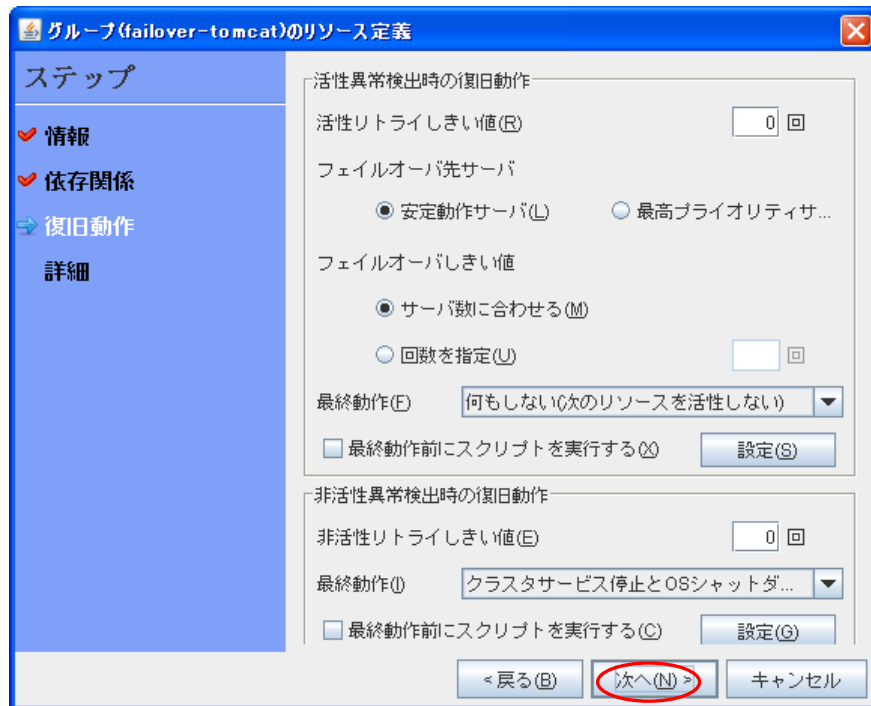 グループ(failover-tomcat)のリソース定義
ステップ
情報
依存関係
復旧動作
詳細
活性異常検出時の復旧動作
活性リトライしきい値(R) 0 回
フェイルオーバ先サーバ
安定動作サーバ(L) 最高プライオリティサ...
フェイルオーバしきい値
サーバ数に合わせる(M)
回数を指定(U) 回
最終動作(F) 何もしない(次のリソースを活性しない)
最終動作前にスクリプトを実行する(X) 設定(S)
非活性異常検出時の復旧動作
非活性リトライしきい値(E) 0 回
最終動作(I) クラスタサービス停止とOSシャットダ...
最終動作前にスクリプトを実行する(C) 設定(G)
<戻る(B) 次へ(N)> キャンセル